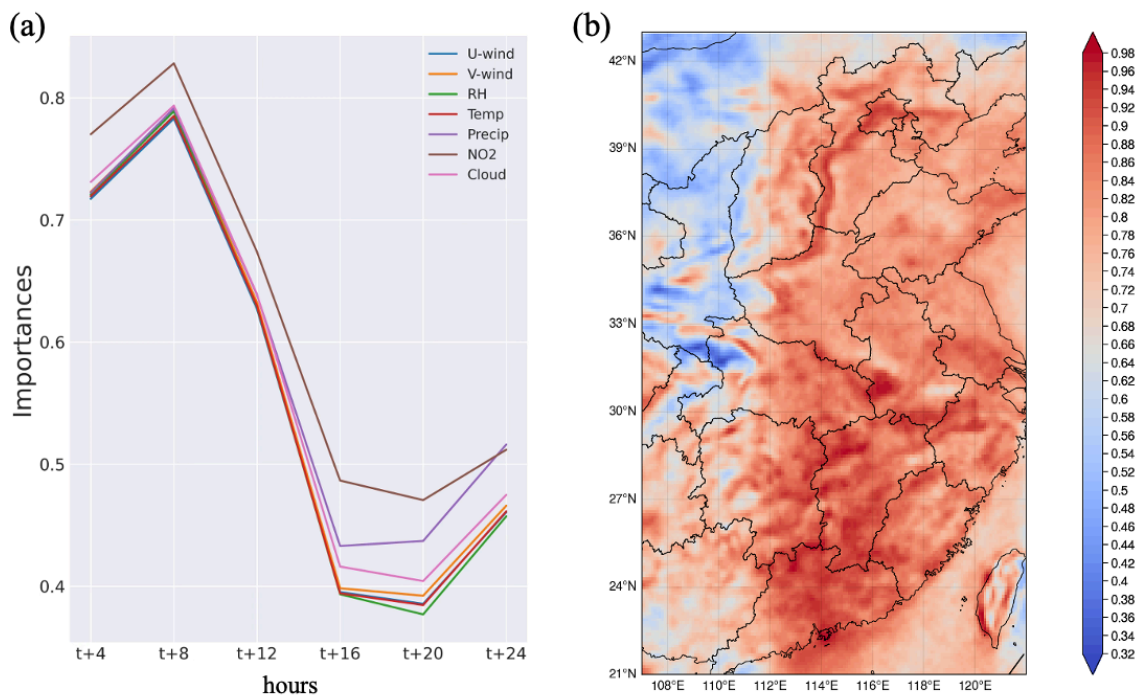 (a)
Importances
0.8
0.7
0.6
0.5
0.4
t+4 t+8 t+12 t+16 t+20 t+24
hours
U-wind
V-wind
RH
Temp
Precip
NO2
Cloud
(b)
42°N
39°N
36°N
33°N
30°N
27°N
24°N
21°N
108°E 110°E 112°E 114°E 116°E 118°E 120°E
0.98
0.96
0.94
0.92
0.9
0.88
0.86
0.84
0.82
0.8
0.78
0.76
0.74
0.72
0.7
0.68
0.66
0.64
0.62
0.6
0.58
0.56
0.54
0.52
0.5
0.48
0.46
0.44
0.42
0.4
0.38
0.36
0.34
0.32